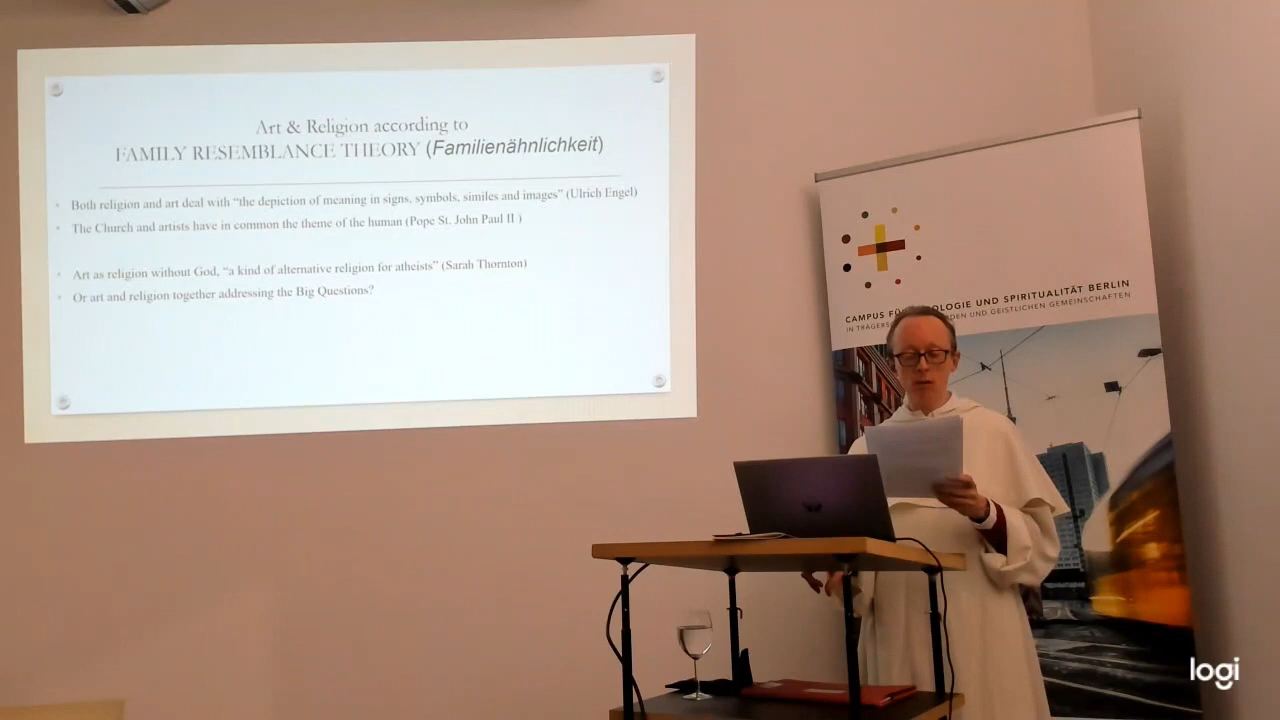 Art & Religion according to
FAMILY RESEMBLANCE THEORY (Familienähnlichkeit)
Both religion and art deal with “the depiction of meaning in signs, symbols, similes and images” (Ulrich Engel)
The Church and artists have in common the theme of the human (Pope St. John Paul II )
Art as religion without God, “a kind of alternative religion for atheists” (Sarah Thornton)
Or art and religion together addressing the Big Questions?
CAMPUS UND SPIRITUALITÄT BERLIN
IN UND GEISTLICHEN GEMEINSCHAFTEN
logi